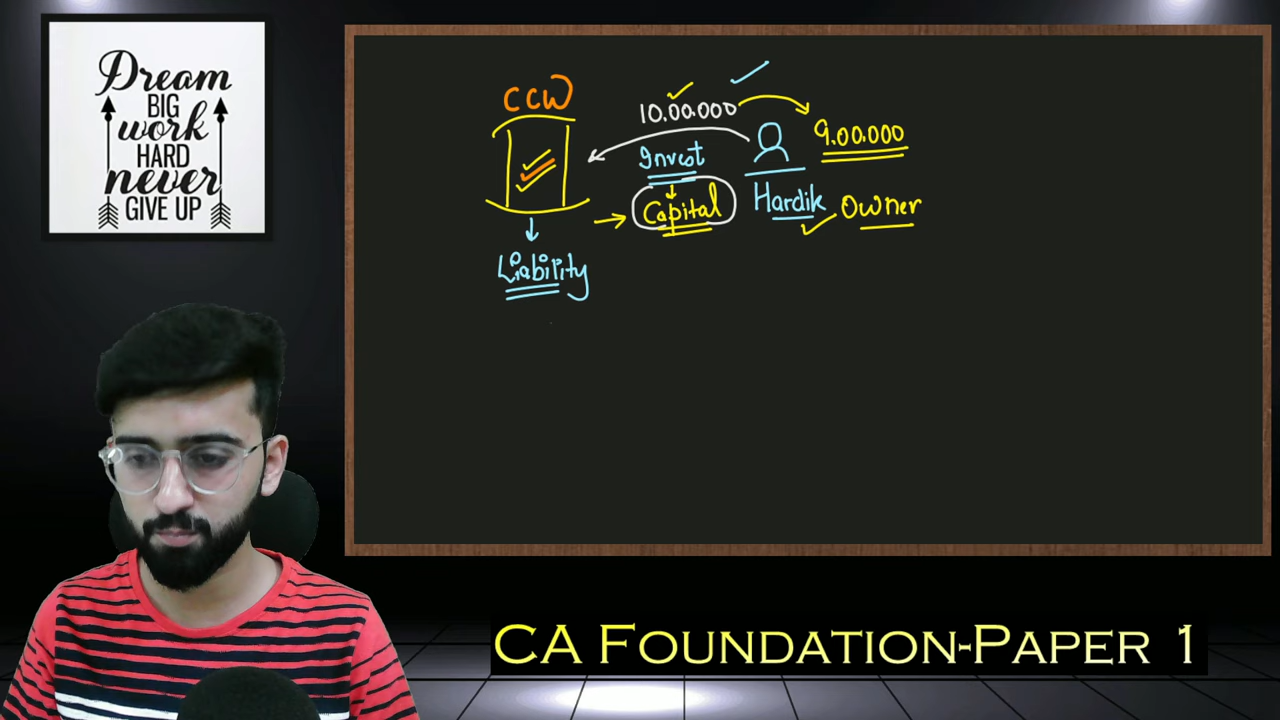 Dream
BIG
work
HARD
never
GIVE UP
CCW
10,00,000
9,00,000
Invest
Capital
Hardik
Owner
Liability
CA FOUNDATION-PAPER 1